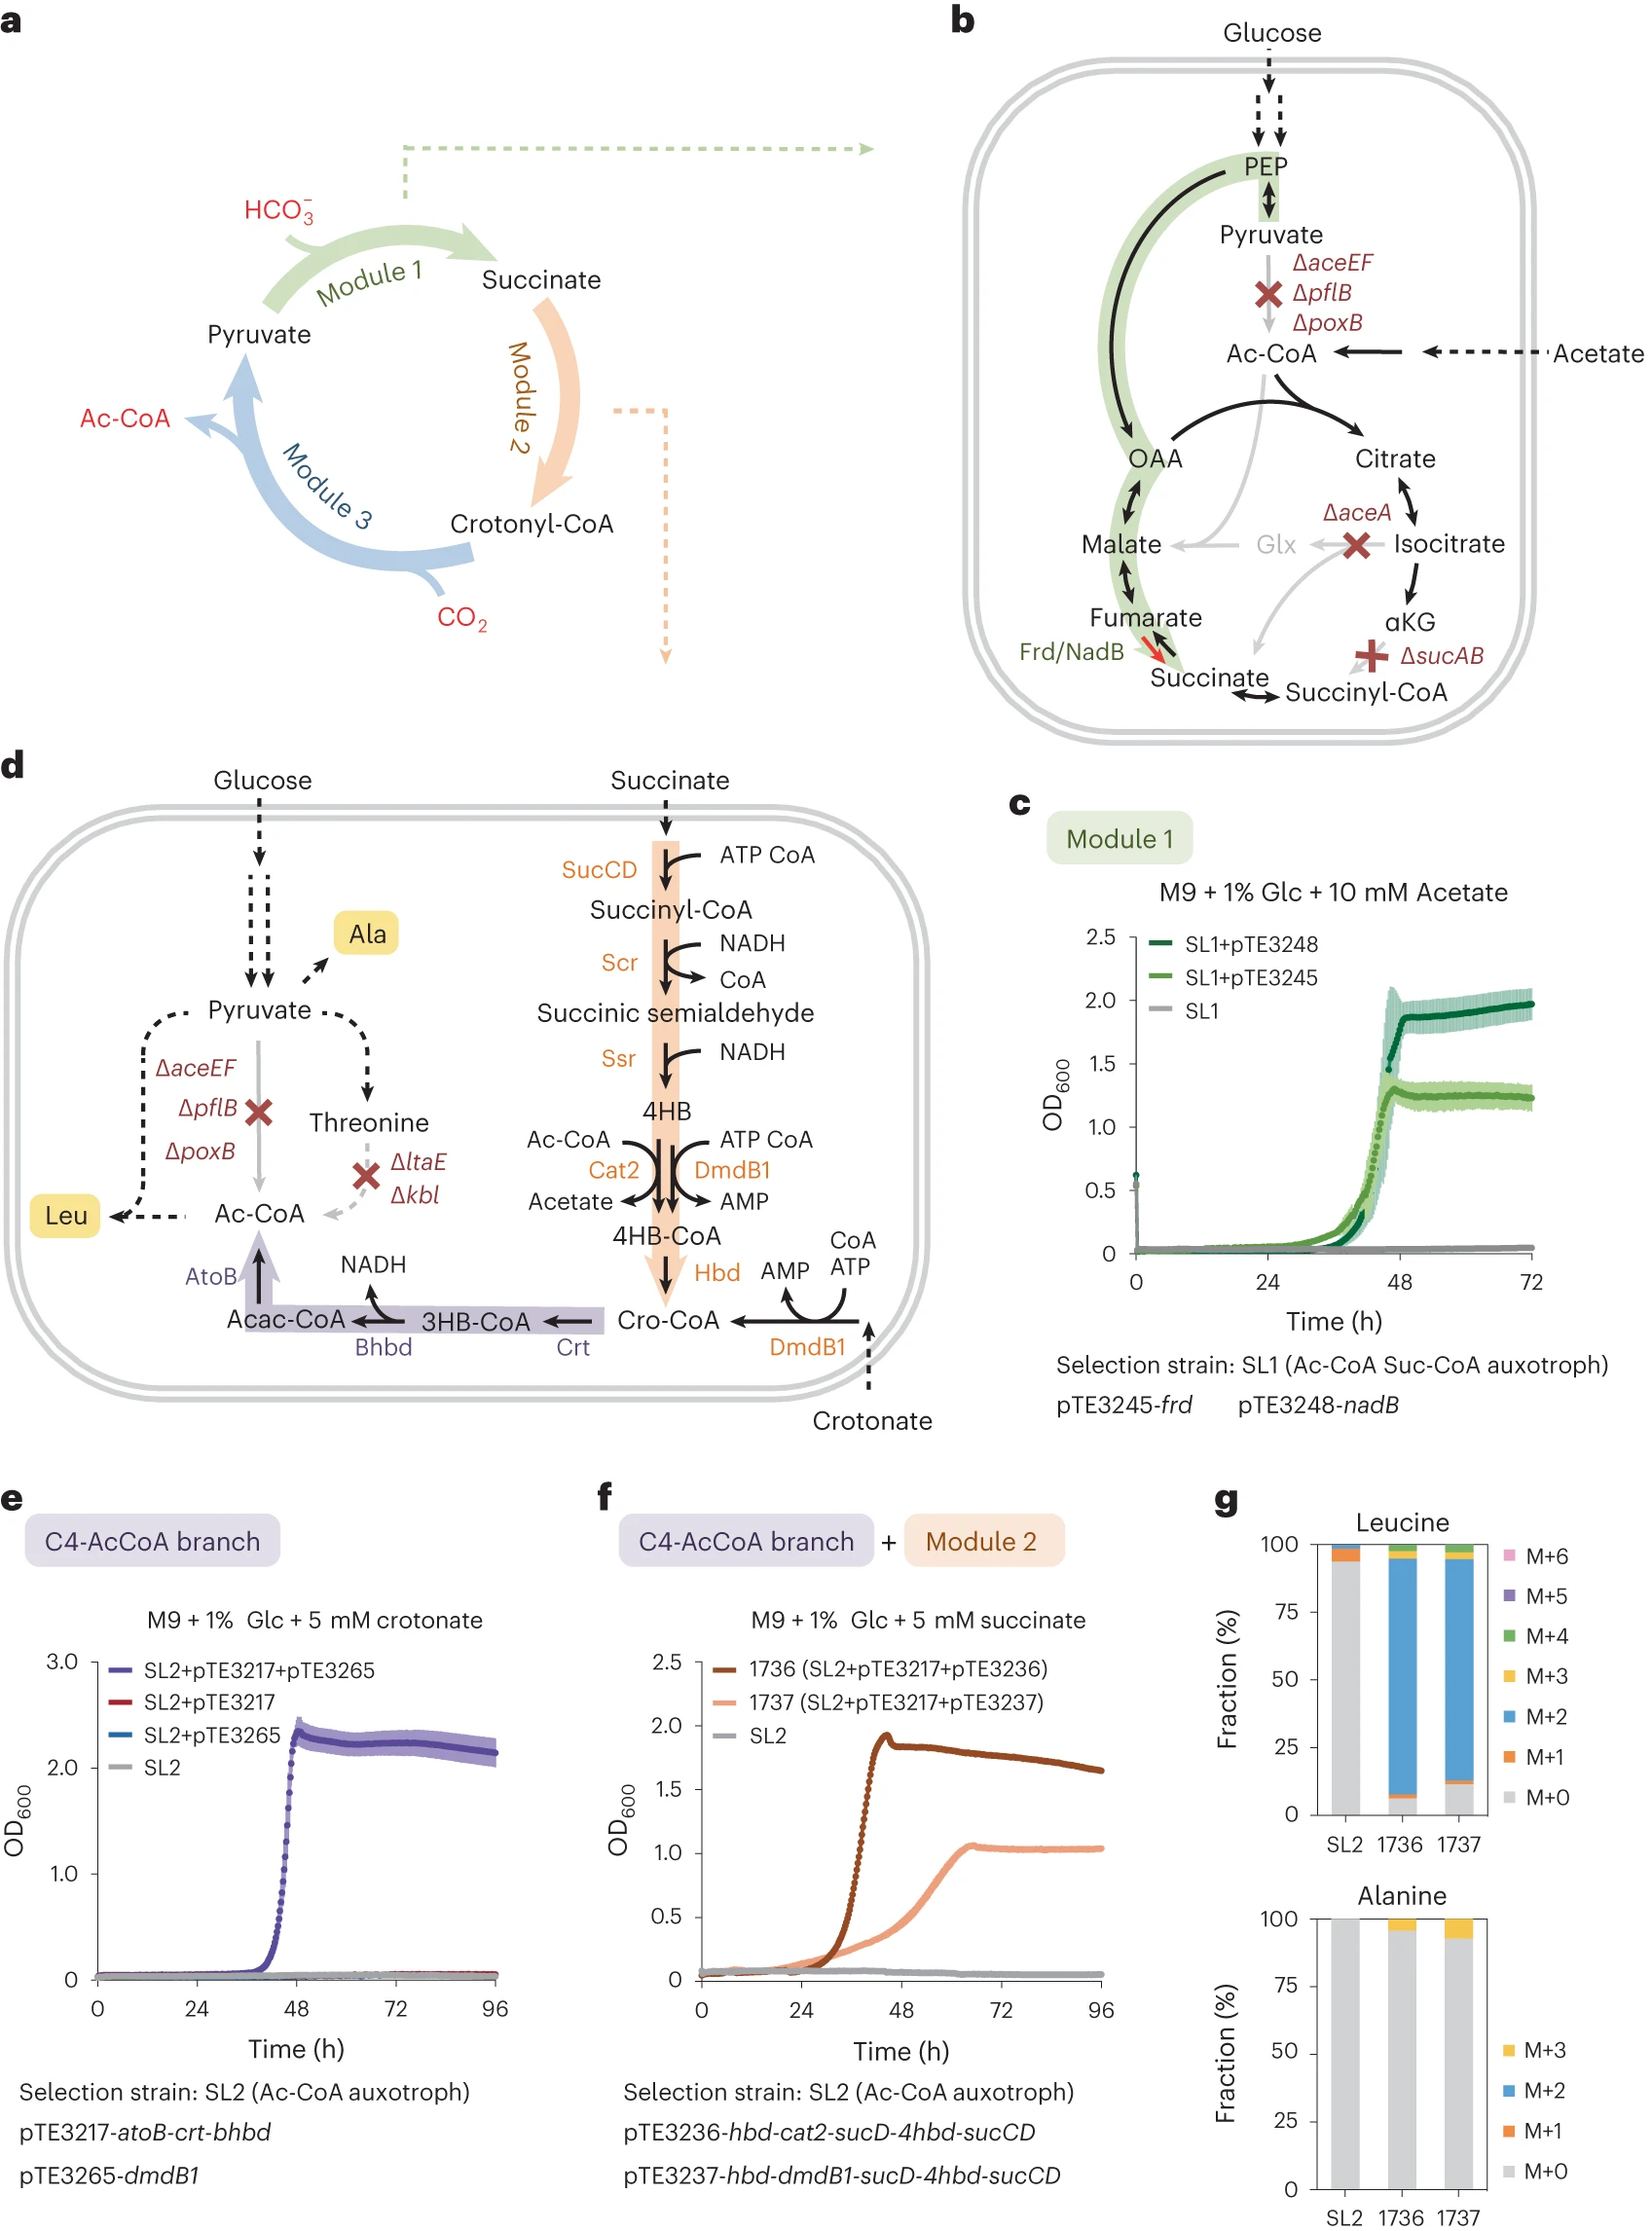 a
HCO3−
Module 1
Succinate
Pyruvate
Module 2
Ac-CoA
Module 3
Crotonyl-CoA
CO2
b
Glucose
PEP
Pyruvate
ΔaceEF
ΔpflB
ΔpoxB
Ac-CoA
Acetate
OAA
Citrate
ΔaceA
Malate
Glx
Isocitrate
Fumarate
αKG
Frd/NadB
ΔsucAB
Succinate
Succinyl-CoA
d
Glucose
Succinate
SucCD
ATP CoA
Succinyl-CoA
Ala
Scr
NADH
CoA
Pyruvate
Succinic semialdehyde
Ssr
NADH
ΔaceEF
ΔpflB
ΔpoxB
Threonine
ΔltaE
Δkbl
4HB
Ac-CoA
ATP CoA
Cat2
DmdB1
Acetate
AMP
Leu
Ac-CoA
4HB-CoA
CoA
ATP
AMP
NADH
AtoB
Hbd
Acac-CoA
3HB-CoA
Cro-CoA
Bhbd
Crt
DmdB1
Crotonate
c
Module 1
M9 + 1% Glc + 10 mM Acetate
SL1+pTE3248
SL1+pTE3245
SL1
2.5
2.0
1.5
1.0
0.5
0
OD600
0 24 48 72
Time (h)
Selection strain: SL1 (Ac-CoA Suc-CoA auxotroph)
pTE3245-frd pTE3248-nadB
e
C4-AcCoA branch
M9 + 1% Glc + 5 mM crotonate
SL2+pTE3217+pTE3265
SL2+pTE3217
SL2+pTE3265
SL2
3.0
2.0
1.0
0
OD600
0 24 48 72 96
Time (h)
Selection strain: SL2 (Ac-CoA auxotroph)
pTE3217-atoB-crt-bhbd
pTE3265-dmdB1
f
C4-AcCoA branch + Module 2
M9 + 1% Glc + 5 mM succinate
1736 (SL2+pTE3217+pTE3236)
1737 (SL2+pTE3217+pTE3237)
SL2
2.5
2.0
1.5
1.0
0.5
0
OD600
0 24 48 72 96
Time (h)
Selection strain: SL2 (Ac-CoA auxotroph)
pTE3236-hbd-cat2-sucD-4hbd-sucCD
pTE3237-hbd-dmdB1-sucD-4hbd-sucCD
g
Leucine
100
75
50
25
0
Fraction (%)
SL2 1736 1737
M+6
M+5
M+4
M+3
M+2
M+1
M+0
Alanine
100
75
50
25
0
Fraction (%)
SL2 1736 1737
M+3
M+2
M+1
M+0